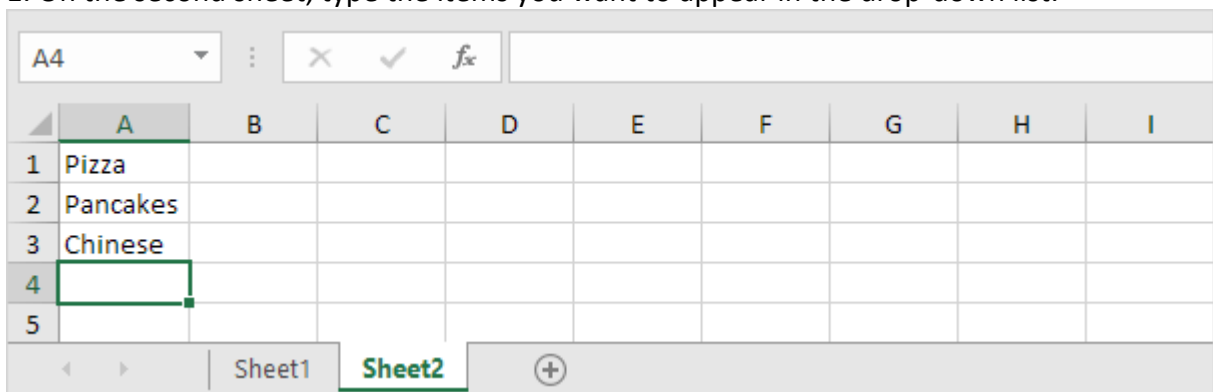 1. On the second sheet, type the items you want to appear in the drop-down list.
A4 fx
A B C D E F G H I
1 Pizza
2 Pancakes
3 Chinese
4
5
Sheet1 Sheet2